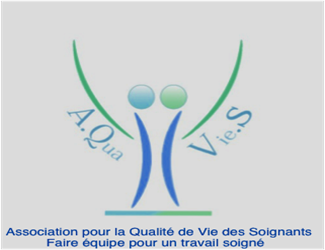 A.Qua Vie.S
Association pour la Qualité de Vie des Soignants
Faire équipe pour un travail soigné